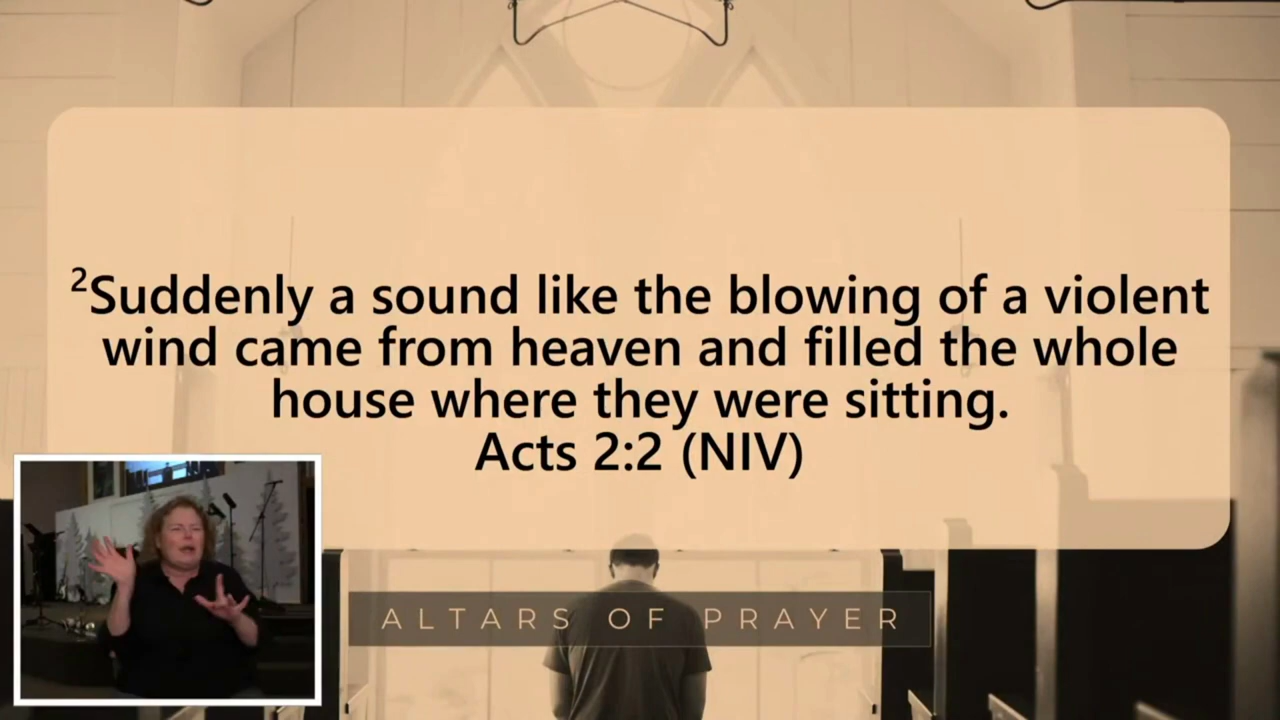 ²Suddenly a sound like the blowing of a violent
wind came from heaven and filled the whole
house where they were sitting.
Acts 2:2 (NIV)
ALTARS OF PRAYER